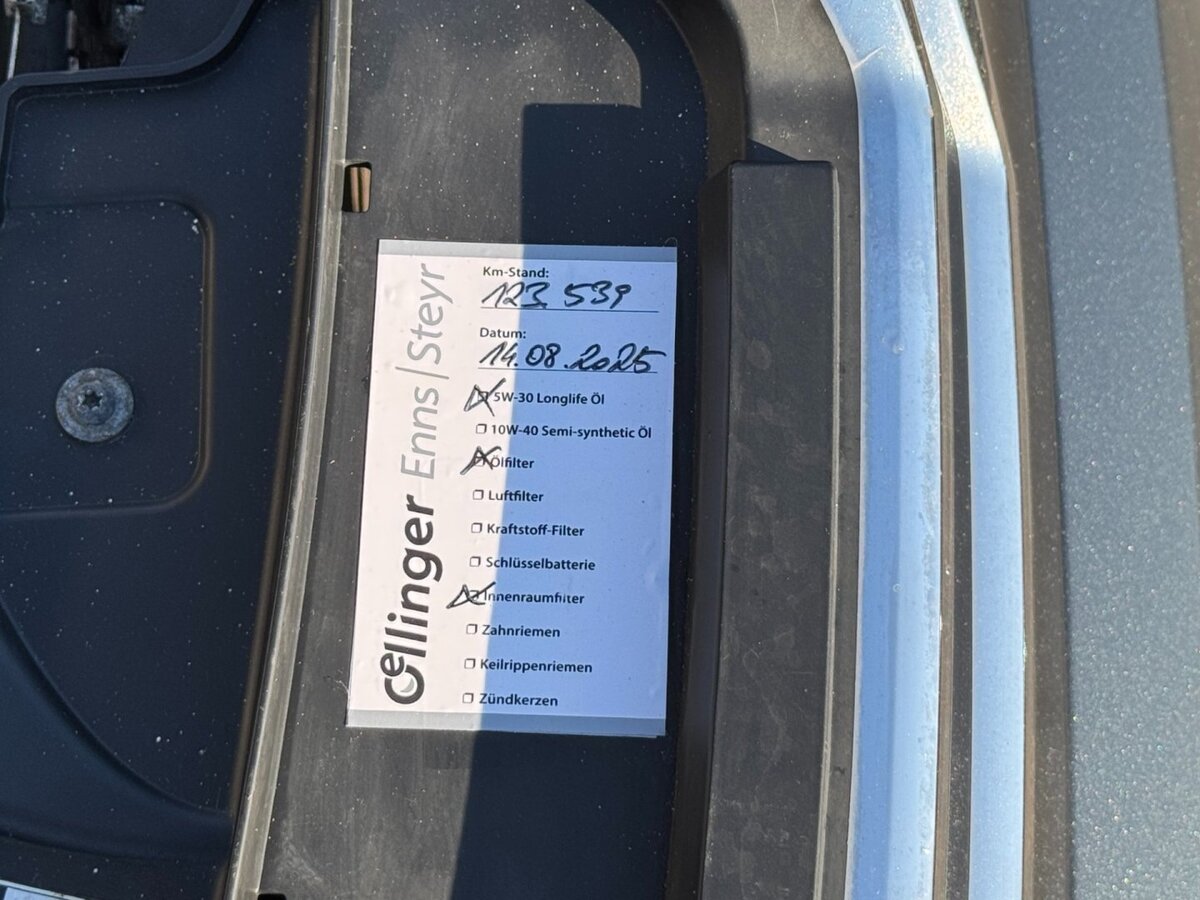 Oellinger Enns|Steyr
Km-Stand:
123.539
Datum:
14.08.2025
5W-30 Longlife Öl
10W-40 Semi-synthetic Öl
Ölfilter
Luftfilter
Kraftstoff-Filter
Schlüsselbatterie
Innenraumfilter
Zahnriemen
Keilrippenriemen
Zündkerzen